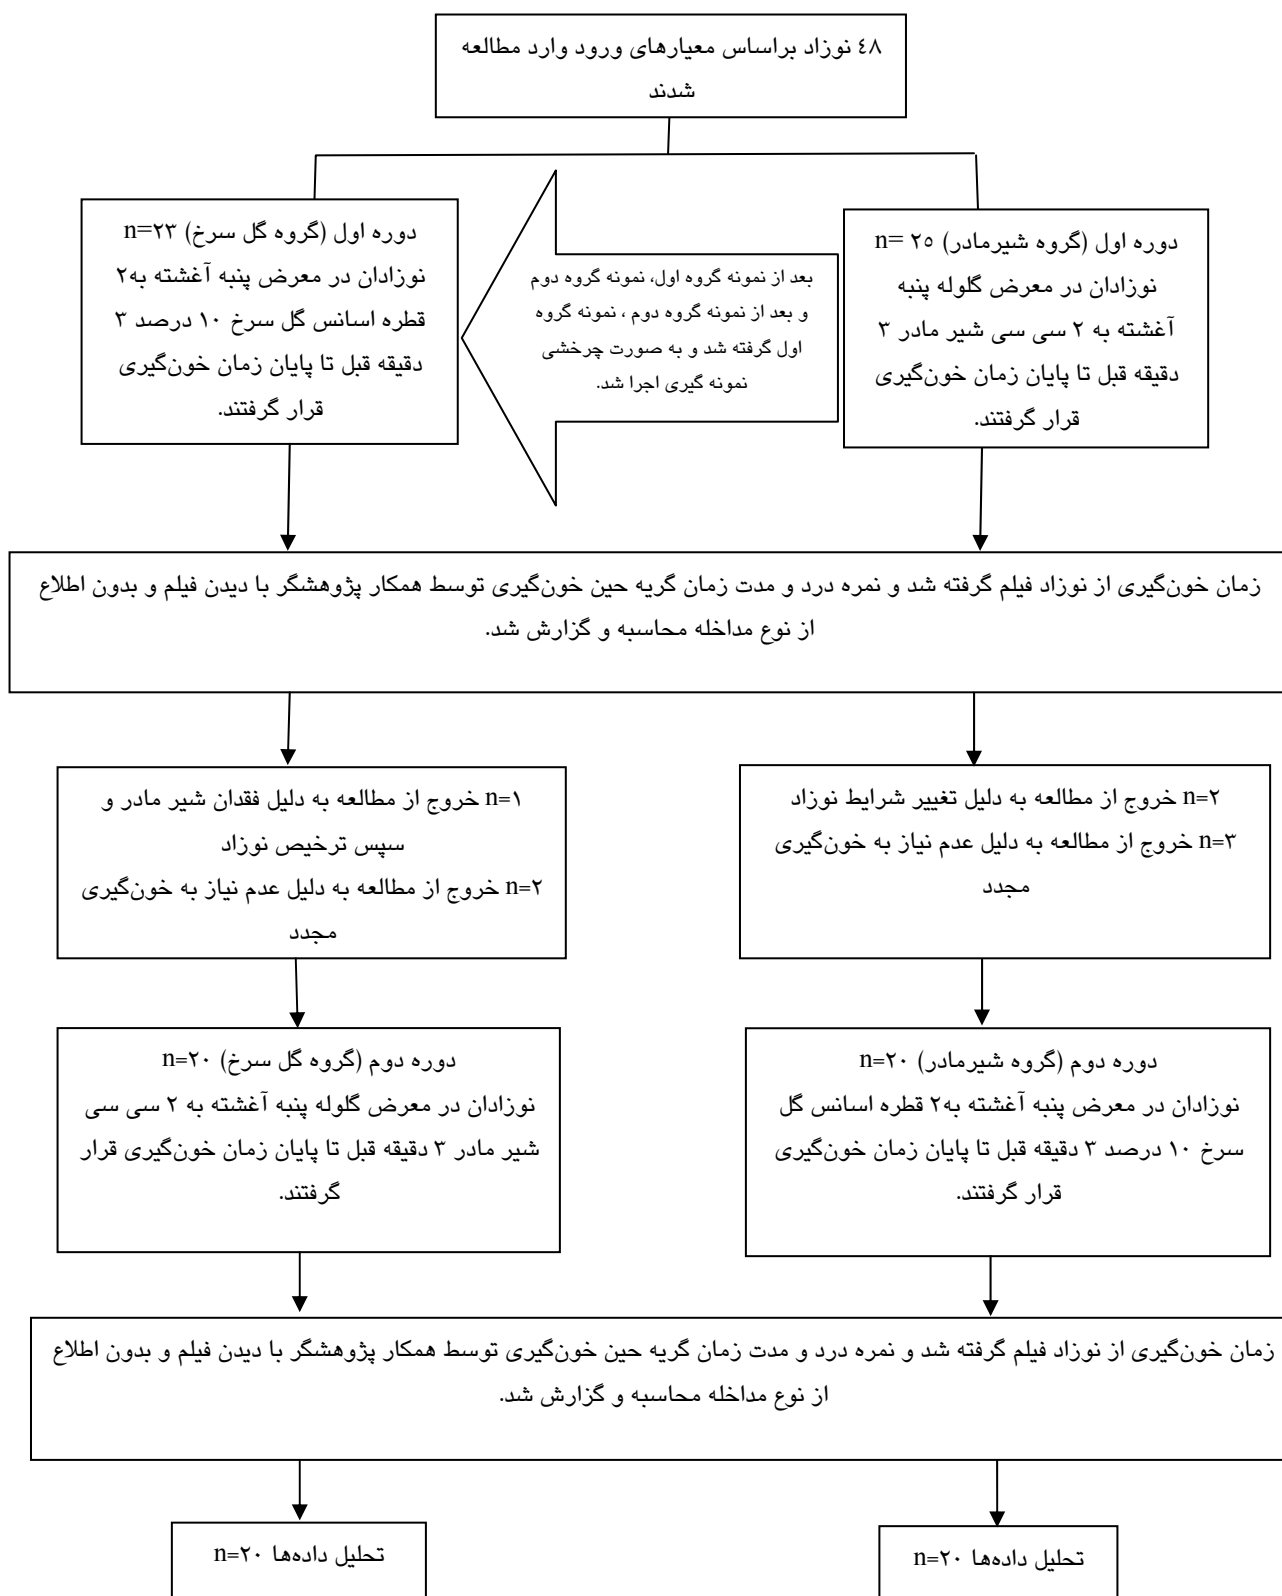 ۴۸ نوزاد براساس معیارهای ورود وارد مطالعه
شدند
دوره اول (گروه شیرمادر) n= ۲۵
نوزادان در معرض گلوله پنبه
آغشته به ۲ سی سی شیر مادر ۳
دقیقه قبل تا پایان زمان خون‌گیری
قرار گرفتند.
بعد از نمونه گروه اول، نمونه گروه دوم
و بعد از نمونه گروه دوم ، نمونه گروه
اول گرفته شد و به صورت چرخشی
نمونه گیری اجرا شد.
دوره اول (گروه گل سرخ) n=۲۳
نوزادان در معرض پنبه آغشته به۲
قطره اسانس گل سرخ ۱۰ درصد ۳
دقیقه قبل تا پایان زمان خون‌گیری
قرار گرفتند.
زمان خون‌گیری از نوزاد فیلم گرفته شد و نمره درد و مدت زمان گریه حین خون‌گیری توسط همکار پژوهشگر با دیدن فیلم و بدون اطلاع
از نوع مداخله محاسبه و گزارش شد.
n=۲ خروج از مطالعه به دلیل تغییر شرایط نوزاد
n=۳ خروج از مطالعه به دلیل عدم نیاز به خون‌گیری
مجدد
n=۱ خروج از مطالعه به دلیل فقدان شیر مادر و
سپس ترخیص نوزاد
n=۲ خروج از مطالعه به دلیل عدم نیاز به خون‌گیری
مجدد
دوره دوم (گروه شیرمادر) n=۲۰
نوزادان در معرض پنبه آغشته به۲ قطره اسانس گل
سرخ ۱۰ درصد ۳ دقیقه قبل تا پایان زمان خون‌گیری
قرار گرفتند.
دوره دوم (گروه گل سرخ) n=۲۰
نوزادان در معرض گلوله پنبه آغشته به ۲ سی سی
شیر مادر ۳ دقیقه قبل تا پایان زمان خون‌گیری قرار
گرفتند.
زمان خون‌گیری از نوزاد فیلم گرفته شد و نمره درد و مدت زمان گریه حین خون‌گیری توسط همکار پژوهشگر با دیدن فیلم و بدون اطلاع
از نوع مداخله محاسبه و گزارش شد.
تحلیل داده‌ها n=۲۰
تحلیل داده‌ها n=۲۰